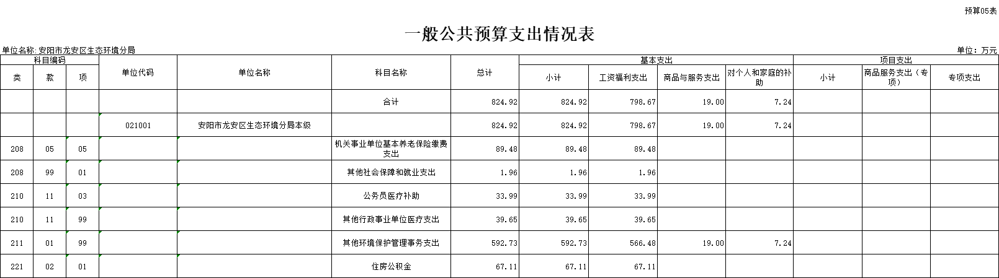 预算05表
一般公共预算支出情况表
单位名称:安阳市龙安区生态环境分局 单位：万元
科目编码 单位代码 单位名称 科目名称 总计 基本支出 项目支出
类 款 项 小计 工资福利支出 商品与服务支出 对个人和家庭的补助 小计 商品服务支出（专项） 专项支出
合计 824.92 824.92 798.67 19.00 7.24
021001 安阳市龙安区生态环境分局本级 824.92 824.92 798.67 19.00 7.24
208 05 05 机关事业单位基本养老保险缴费支出 89.48 89.48 89.48
208 99 01 其他社会保障和就业支出 1.96 1.96 1.96
210 11 03 公务员医疗补助 33.99 33.99 33.99
210 11 99 其他行政事业单位医疗支出 39.65 39.65 39.65
211 01 99 其他环境保护管理事务支出 592.73 592.73 566.48 19.00 7.24
221 02 01 住房公积金 67.11 67.11 67.11